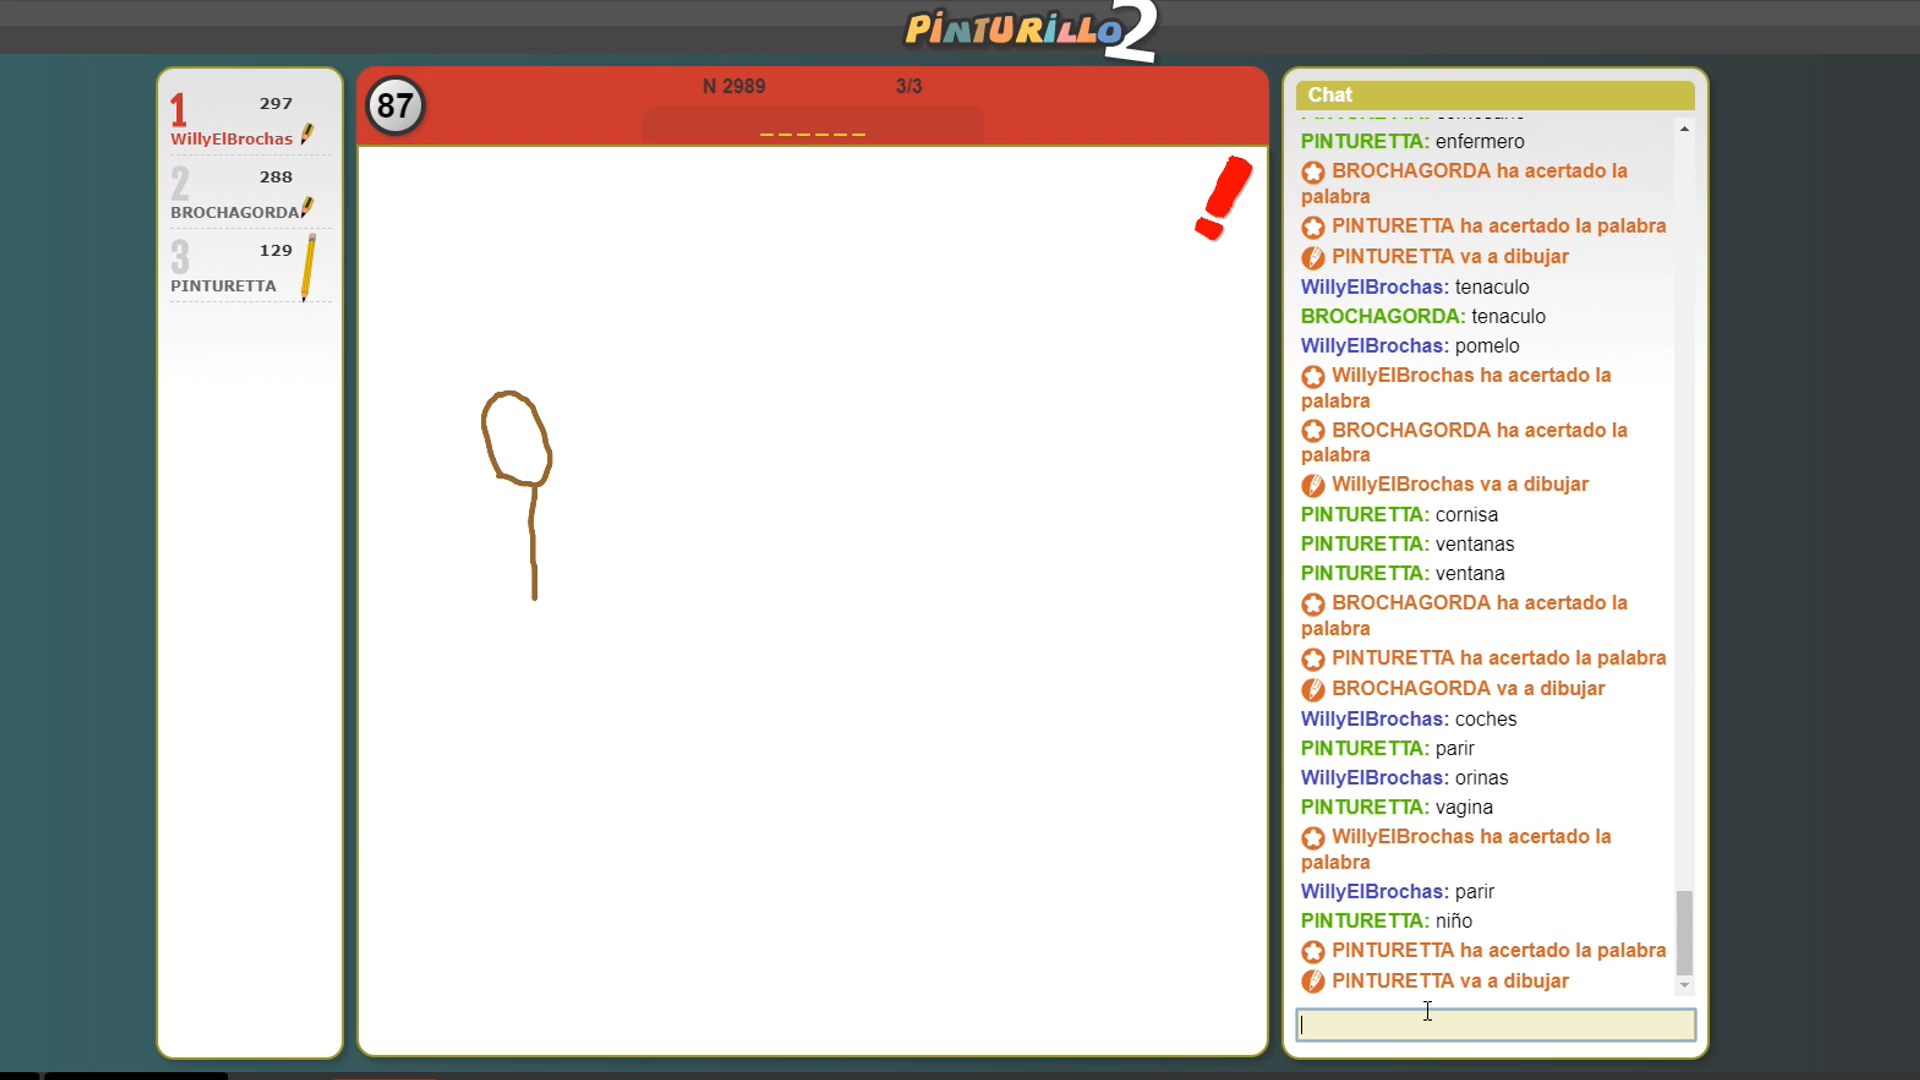 PINTURILLO 2
1 297
WillyElBrochas
2 288
BROCHAGORDA
3 129
PINTURETTA
87
N 2989 3/3
_ _ _ _ _ _
!
Chat
PINTURETTA: enfermero
BROCHAGORDA ha acertado la
palabra
PINTURETTA ha acertado la palabra
PINTURETTA va a dibujar
WillyElBrochas: tenaculo
BROCHAGORDA: tenaculo
WillyElBrochas: pomelo
WillyElBrochas ha acertado la
palabra
BROCHAGORDA ha acertado la
palabra
WillyElBrochas va a dibujar
PINTURETTA: cornisa
PINTURETTA: ventanas
PINTURETTA: ventana
BROCHAGORDA ha acertado la
palabra
PINTURETTA ha acertado la palabra
BROCHAGORDA va a dibujar
WillyElBrochas: coches
PINTURETTA: parir
WillyElBrochas: orinas
PINTURETTA: vagina
WillyElBrochas ha acertado la
palabra
WillyElBrochas: parir
PINTURETTA: niño
PINTURETTA ha acertado la palabra
PINTURETTA va a dibujar